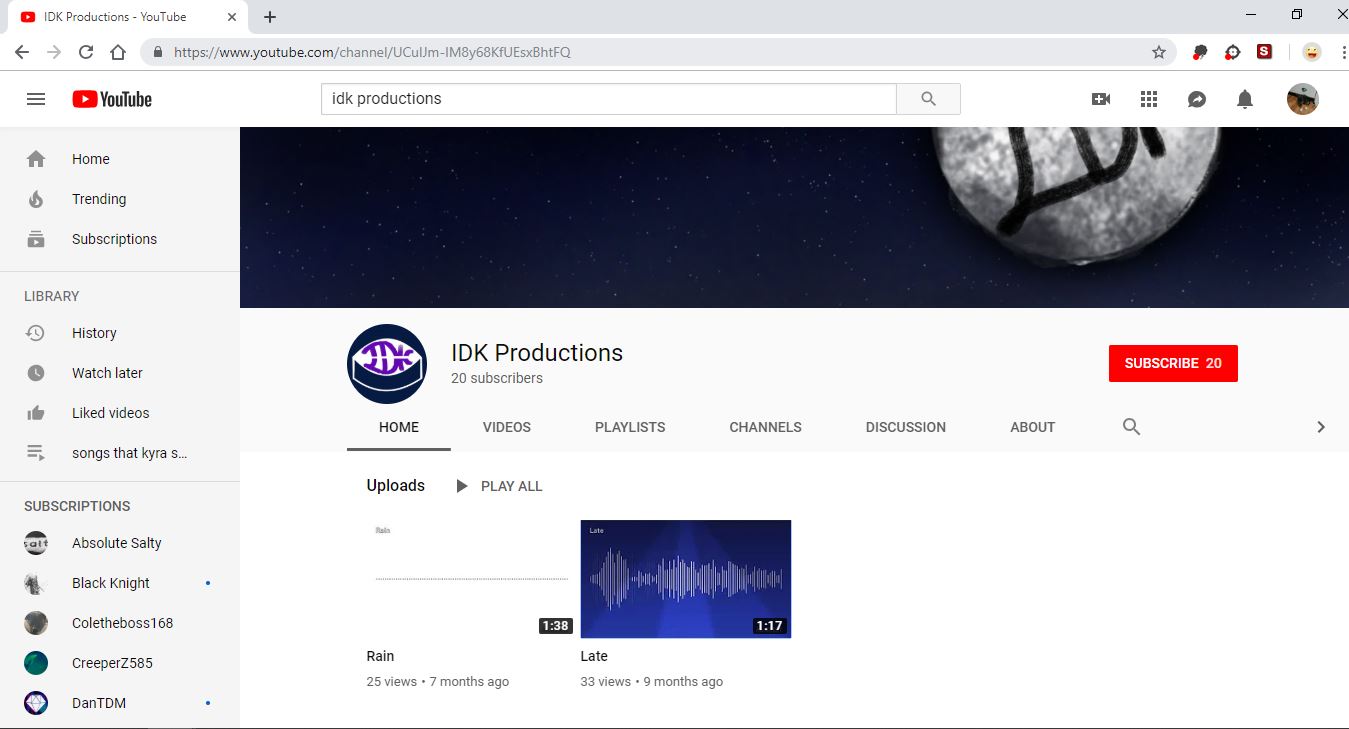 IDK Productions - YouTube
https://www.youtube.com/channel/UCuIJm-IM8y68KfUEsxBhtFQ
S
YouTube
idk productions
Home
Trending
Subscriptions
LIBRARY
History
Watch later
Liked videos
songs that kyra s...
SUBSCRIPTIONS
Absolute Salty
Black Knight
Coletheboss168
CreeperZ585
DanTDM
IDK
IDK
IDK Productions
20 subscribers
SUBSCRIBE 20
HOME VIDEOS PLAYLISTS CHANNELS DISCUSSION ABOUT
Uploads PLAY ALL
Rain
1:38
Rain
25 views • 7 months ago
Late
1:17
Late
33 views • 9 months ago